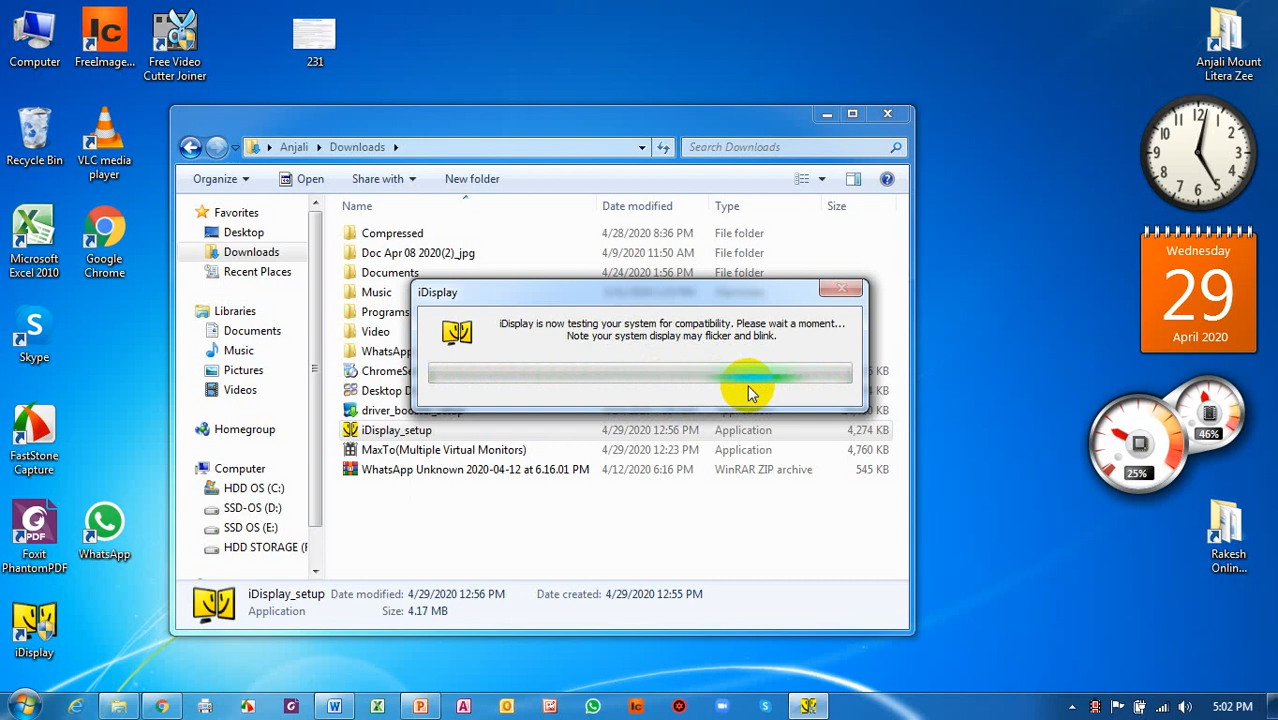 Computer
FreeImage...
Free Video
Cutter Joiner
231
Anjali Mount
Litera Zee
Recycle Bin
VLC media
player
Microsoft
Excel 2010
Google
Chrome
Skype
FastStone
Capture
Foxit
PhantomPDF
WhatsApp
iDisplay
Anjali
Downloads
Search Downloads
Organize
Open
Share with
New folder
Name
Date modified
Type
Size
Favorites
Desktop
Downloads
Recent Places
Libraries
Documents
Music
Pictures
Videos
Homegroup
Computer
HDD OS (C:)
SSD-OS (D:)
SSD OS (E:)
HDD STORAGE (F
Compressed 4/28/2020 8:36 PM File folder
Doc Apr 08 2020(2)_jpg 4/9/2020 11:50 AM File folder
Documents 4/24/2020 1:56 PM File folder
Music
Programs
Video
WhatsApp
ChromeSe KB
Desktop D KB
KB
iDisplay_setup 4/29/2020 12:56 PM Application 4,274 KB
MaxTo(Multiple Virtual Monitors) 4/29/2020 12:23 PM Application 4,760 KB
WhatsApp Unknown 2020-04-12 at 6.16.01 PM 4/12/2020 6:16 PM WinRAR ZIP archive 545 KB
iDisplay
iDisplay is now testing your system for compatibility. Please wait a moment...
Note your system display may flicker and blink.
iDisplay_setup Date modified: 4/29/2020 12:56 PM Date created: 4/29/2020 12:55 PM
Application Size: 4.17 MB
12
3
6
9
Wednesday
29
April 2020
46%
25%
Rakesh
Onlin...
5:02 PM